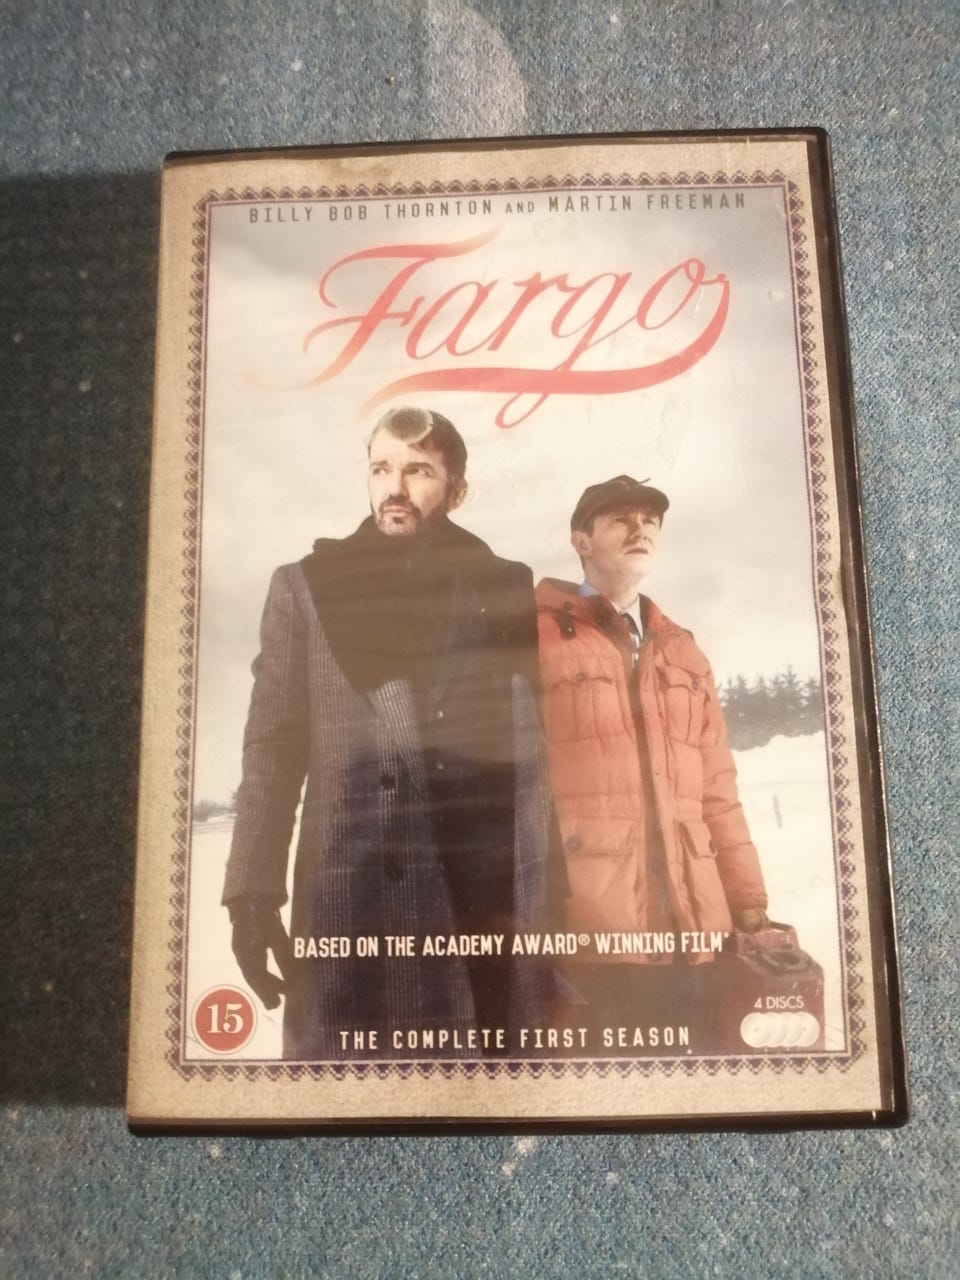 BILLY BOB THORNTON AND MARTIN FREEMAN
Fargo
BASED ON THE ACADEMY AWARD® WINNING FILM*
15
4 DISCS
THE COMPLETE FIRST SEASON